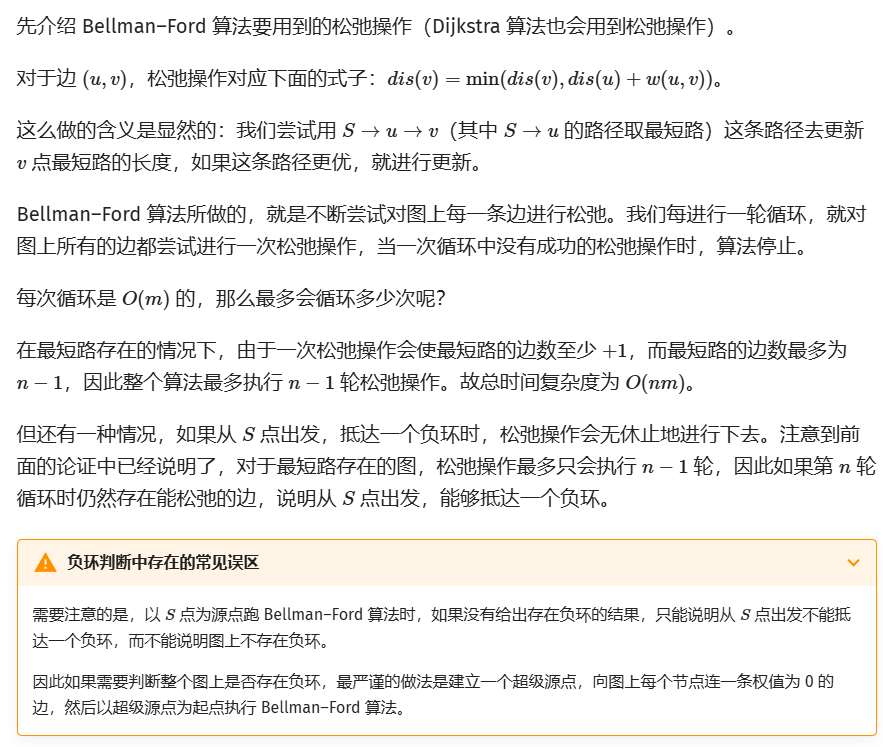 先介绍 Bellman–Ford 算法要用到的松弛操作（Dijkstra 算法也会用到松弛操作）。
对于边 (u, v)，松弛操作对应下面的式子：dis(v) = min(dis(v), dis(u) + w(u, v))。
这么做的含义是显然的：我们尝试用 S → u → v（其中 S → u 的路径取最短路）这条路径去更新
v 点最短路的长度，如果这条路径更优，就进行更新。
Bellman–Ford 算法所做的，就是不断尝试对图上每一条边进行松弛。我们每进行一轮循环，就对
图上所有的边都尝试进行一次松弛操作，当一次循环中没有成功的松弛操作时，算法停止。
每次循环是 O(m) 的，那么最多会循环多少次呢？
在最短路存在的情况下，由于一次松弛操作会使最短路的边数至少 +1，而最短路的边数最多为
n − 1，因此整个算法最多执行 n − 1 轮松弛操作。故总时间复杂度为 O(nm)。
但还有一种情况，如果从 S 点出发，抵达一个负环时，松弛操作会无休止地进行下去。注意到前
面的论证中已经说明了，对于最短路存在的图，松弛操作最多只会执行 n − 1 轮，因此如果第 n 轮
循环时仍然存在能松弛的边，说明从 S 点出发，能够抵达一个负环。
负环判断中存在的常见误区
需要注意的是，以 S 点为源点跑 Bellman–Ford 算法时，如果没有给出存在负环的结果，只能说明从 S 点出发不能抵
达一个负环，而不能说明图上不存在负环。
因此如果需要判断整个图上是否存在负环，最严谨的做法是建立一个超级源点，向图上每个节点连一条权值为 0 的
边，然后以超级源点为起点执行 Bellman–Ford 算法。